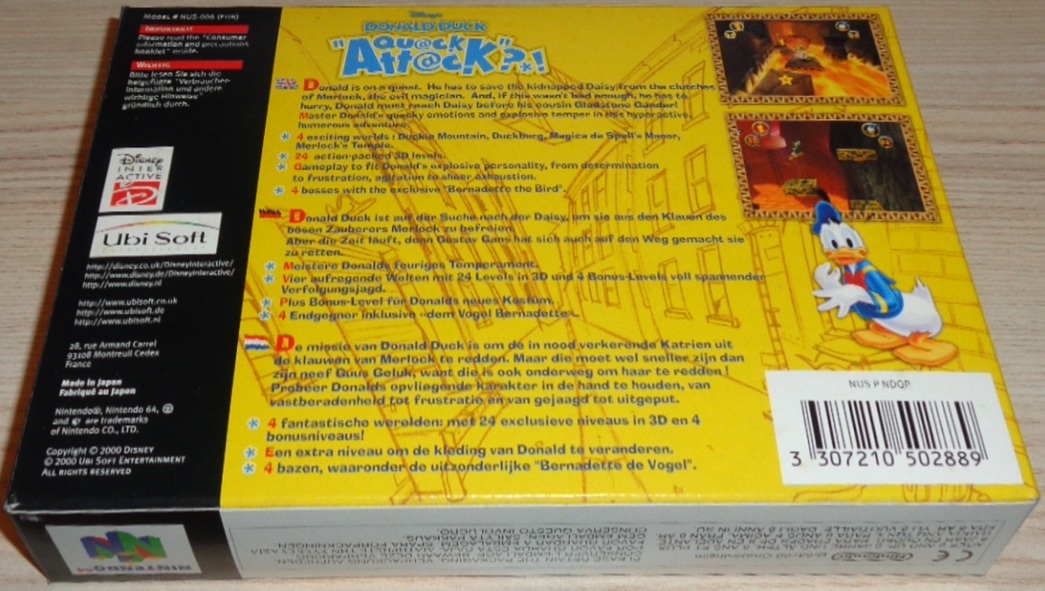 MODEL # NUS-006 (EUR)
IMPORTANT!
Please read the "Consumer
information and precautions
booklet" inside.
WICHTIG
Bitte lesen Sie sich die
beigefügte "Verbraucher-
Information und andere
wichtige Hinweise"
gründlich durch.
DISNEY
INTER
ACTIVE
Ubi Soft
http://disney.co.uk/DisneyInteractive/
http://www.disney.de/DisneyInteractive/
http://www.disney.nl
http://www.ubisoft.co.uk
http://www.ubisoft.de
http://www.ubisoft.nl
28, rue Armand Carrel
93108 Montreuil Cedex
France
Made in Japan
Fabriqué au Japon
Nintendo®, Nintendo 64,
and are trademarks
of Nintendo CO., LTD.
Copyright © 2000 DISNEY
© 2000 UBI SOFT ENTERTAINMENT
ALL RIGHTS RESERVED
Disney's
DONALD DUCK
"QU@CK
ATT@CK"?*!
Donald is on a quest. He has to save the kidnapped Daisy from the clutches
of Merlock, the evil magician. And, if this wasn't bad enough, he has to
hurry, Donald must reach Daisy before his cousin Gladstone Gander!
Master Donald's quacky emotions and explosive temper in this hyperactive,
humorous adventure.
* 4 exciting worlds! Duckie Mountain, Duckburg, Magica de Spell's Manor,
Merlock's Temple.
* 24 action-packed 3D levels.
* Gameplay to fit Donald's explosive personality, from determination
to frustration, agitation to sheer exhaustion.
* 4 bosses with the exclusive "Bernadette the Bird".
Donald Duck ist auf der Suche nach der Daisy, um sie aus den Klauen des
bösen Zauberers Merlock zu befreien.
Aber die Zeit läuft, denn Gustav Gans hat sich auch auf den Weg gemacht sie
zu retten.
* Meistere Donalds feuriges Temperament.
* Vier aufregende Welten mit 24 Levels in 3D und 4 Bonus-Levels voll spannender
Verfolgungsjagd.
* Plus Bonus-Level für Donalds neues Kostüm.
* 4 Endgegner inklusive «dem Vogel Bernadette».
De missie van Donald Duck is om de in nood verkerende Katrien uit
de klauwen van Merlock te redden. Maar die moet wel sneller zijn dan
zijn neef Guus Geluk, want die is ook onderweg om haar te redden!
Probeer Donalds opvliegende karakter in de hand te houden, van
vastberadenheid tot frustratie en van gejaagd tot uitgeput.
* 4 fantastische werelden: met 24 exclusieve niveaus in 3D en 4
bonusniveaus!
* Een extra niveau om de kleding van Donald te veranderen.
* 4 bazen, waaronder de uitzonderlijke "Bernadette de Vogel".
NUS P NDQP
3 307210 502889
NINTENDO 64
CONSERVA QUESTO INVOLUCRO.
CE